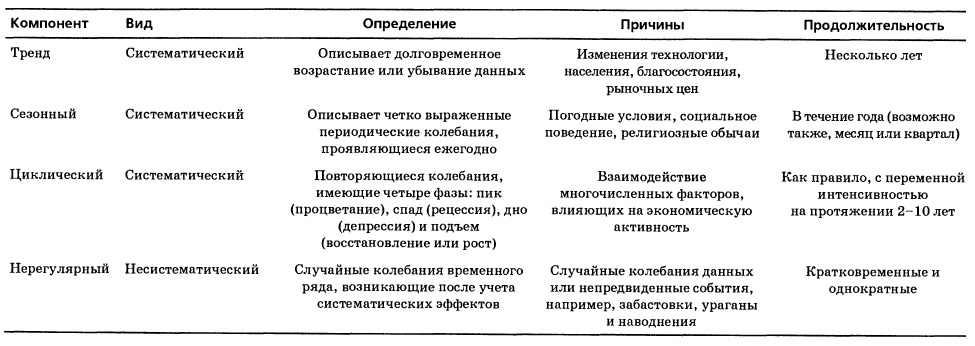 Компонент Вид Определение Причины Продолжительность
Тренд Систематический Описывает долговременное Изменения технологии, Несколько лет
возрастание или убывание данных населения, благосостояния,
рыночных цен
Сезонный Систематический Описывает четко выраженные Погодные условия, социальное В течение года (возможно
периодические колебания, поведение, религиозные обычаи также, месяц или квартал)
проявляющиеся ежегодно
Циклический Систематический Повторяющиеся колебания, Взаимодействие Как правило, с переменной
имеющие четыре фазы: пик многочисленных факторов, интенсивностью
(процветание), спад (рецессия), дно влияющих на экономическую на протяжении 2–10 лет
(депрессия) и подъем активность
(восстановление или рост)
Нерегулярный Несистематический Случайные колебания временного Случайные колебания данных Кратковременные и
ряда, возникающие после учета или непредвиденные события, однократные
систематических эффектов например, забастовки, ураганы
и наводнения